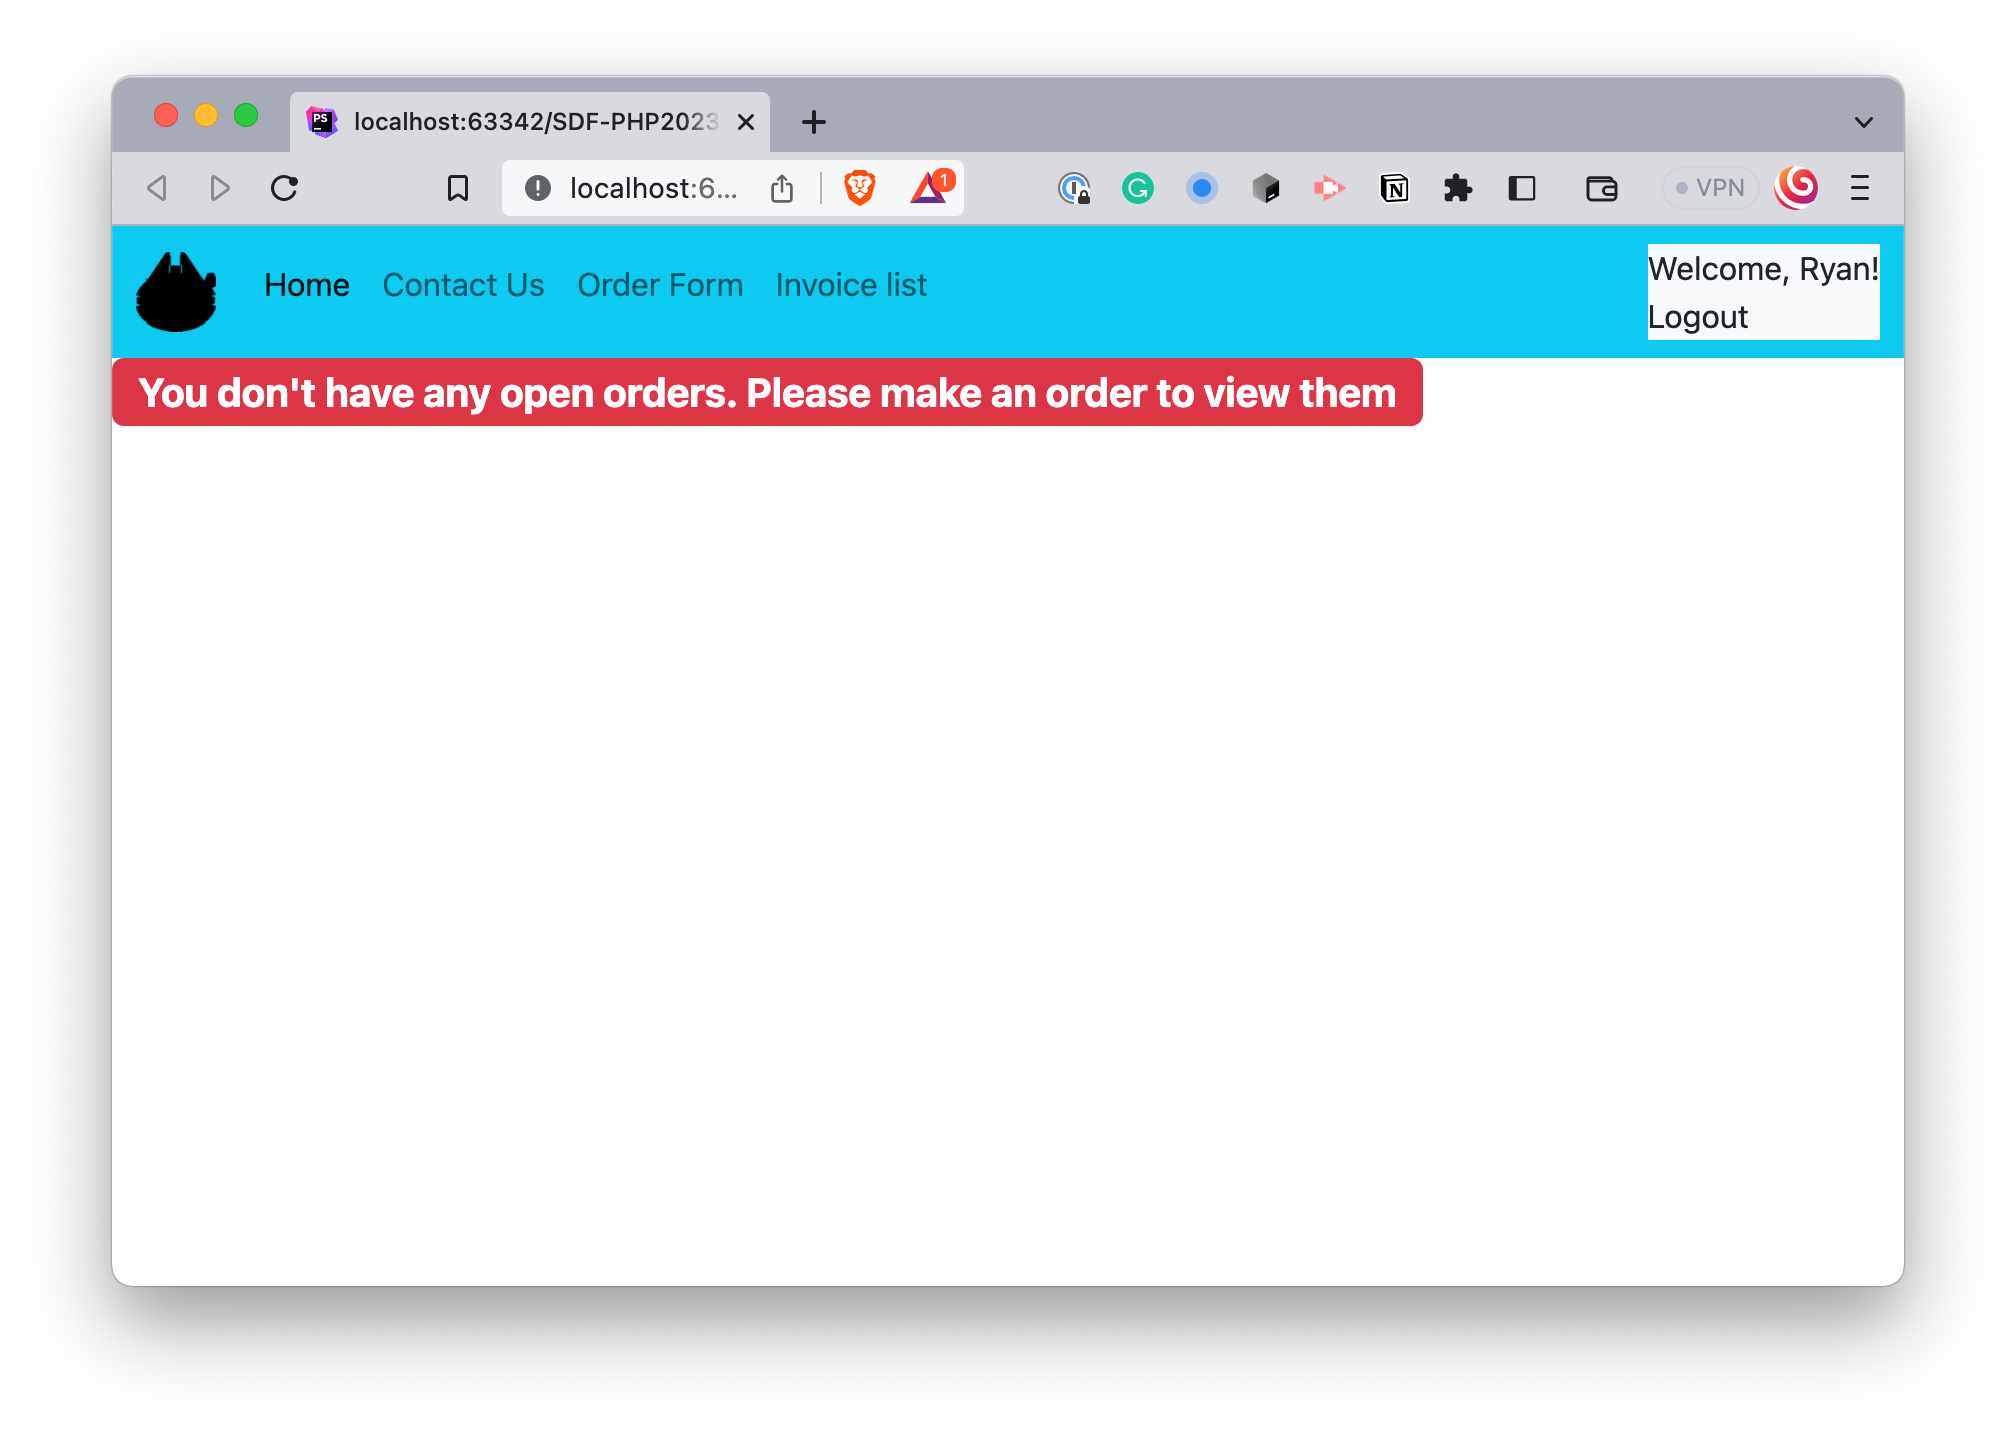 PS
localhost:63342/SDF-PHP2023
localhost:6...
1
N
VPN
Home Contact Us Order Form Invoice list
Welcome, Ryan!
Logout
You don't have any open orders. Please make an order to view them